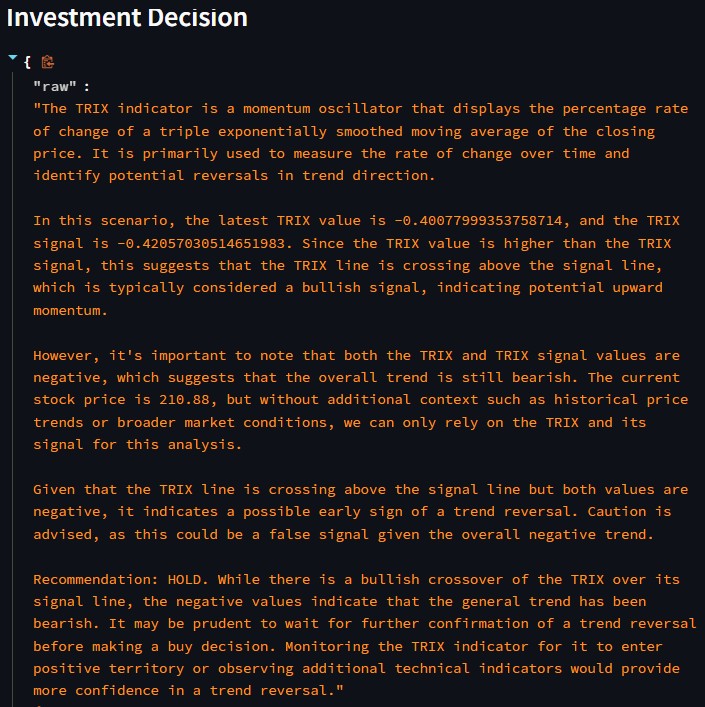 Investment Decision
{
"raw" :
"The TRIX indicator is a momentum oscillator that displays the percentage rate
of change of a triple exponentially smoothed moving average of the closing
price. It is primarily used to measure the rate of change over time and
identify potential reversals in trend direction.
In this scenario, the latest TRIX value is -0.40077999353758714, and the TRIX
signal is -0.42057030514651983. Since the TRIX value is higher than the TRIX
signal, this suggests that the TRIX line is crossing above the signal line,
which is typically considered a bullish signal, indicating potential upward
momentum.
However, it's important to note that both the TRIX and TRIX signal values are
negative, which suggests that the overall trend is still bearish. The current
stock price is 210.88, but without additional context such as historical price
trends or broader market conditions, we can only rely on the TRIX and its
signal for this analysis.
Given that the TRIX line is crossing above the signal line but both values are
negative, it indicates a possible early sign of a trend reversal. Caution is
advised, as this could be a false signal given the overall negative trend.
Recommendation: HOLD. While there is a bullish crossover of the TRIX over its
signal line, the negative values indicate that the general trend has been
bearish. It may be prudent to wait for further confirmation of a trend reversal
before making a buy decision. Monitoring the TRIX indicator for it to enter
positive territory or observing additional technical indicators would provide
more confidence in a trend reversal."